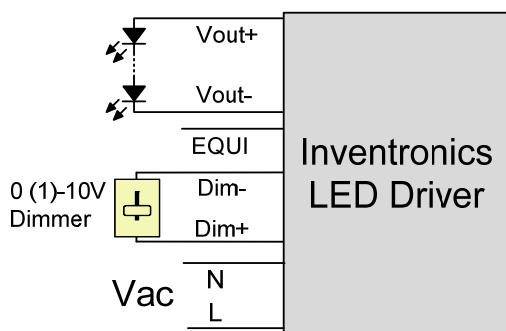 Vout+
Vout-
EQUI
0 (1)-10V
Dimmer
Dim-
Dim+
Vac
N
L
Inventronics
LED Driver